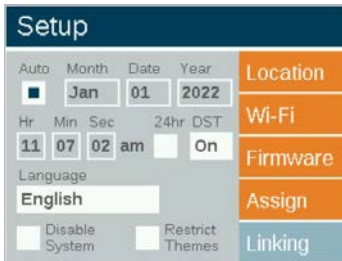 Setup
Auto Month Date Year
Jan 01 2022
Hr Min Sec 24hr DST
11 07 02 am On
Language
English
Disable System
Restrict Themes
Location
Wi-Fi
Firmware
Assign
Linking